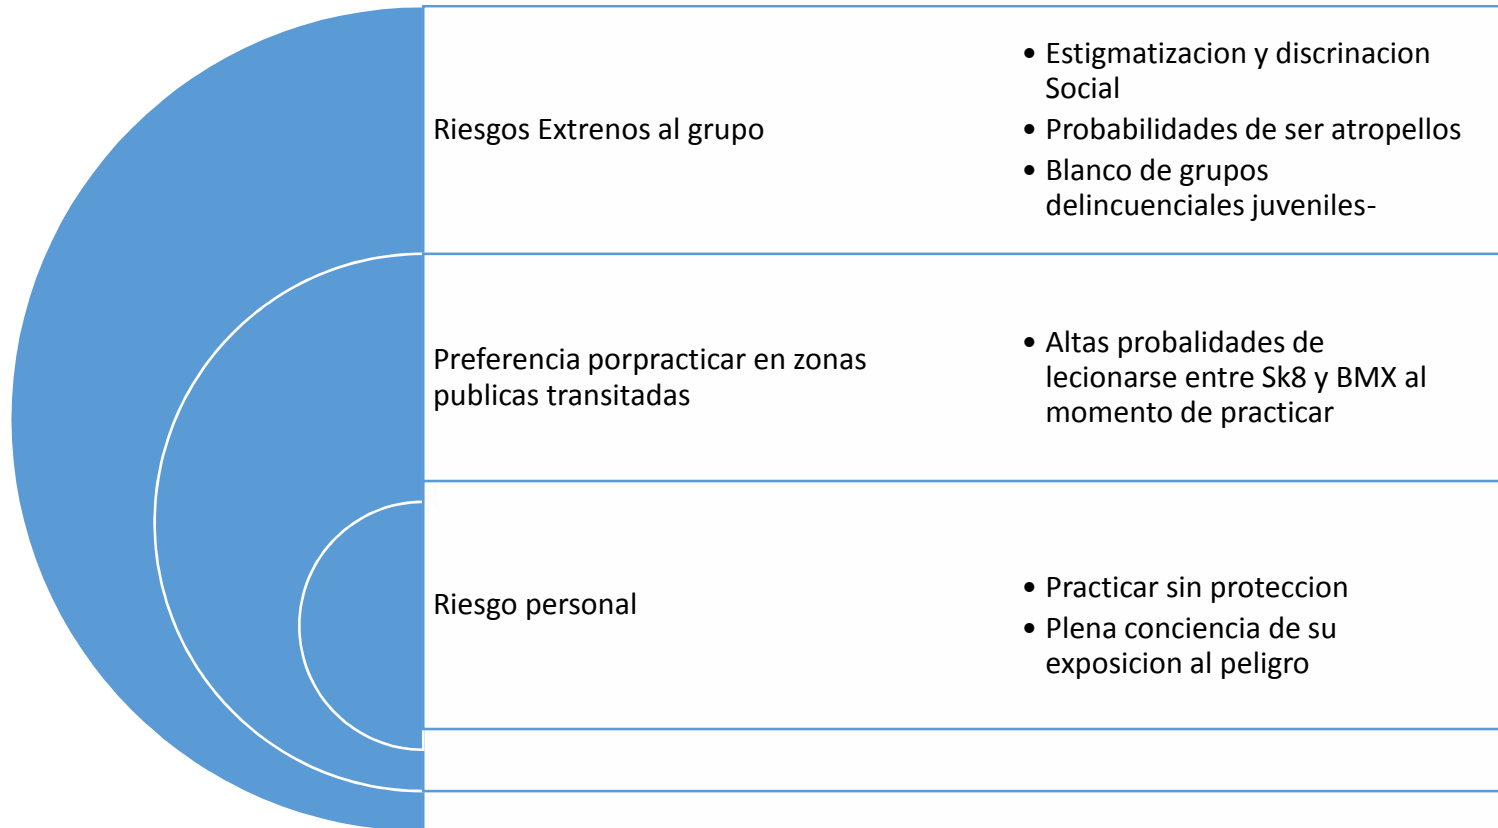 Riesgos Extrenos al grupo
• Estigmatizacion y discrinacion
Social
• Probabilidades de ser atropellos
• Blanco de grupos
delincuenciales juveniles-
Preferencia porpracticar en zonas
publicas transitadas
• Altas probalidades de
lecionarse entre Sk8 y BMX al
momento de practicar
Riesgo personal
• Practicar sin proteccion
• Plena conciencia de su
exposicion al peligro